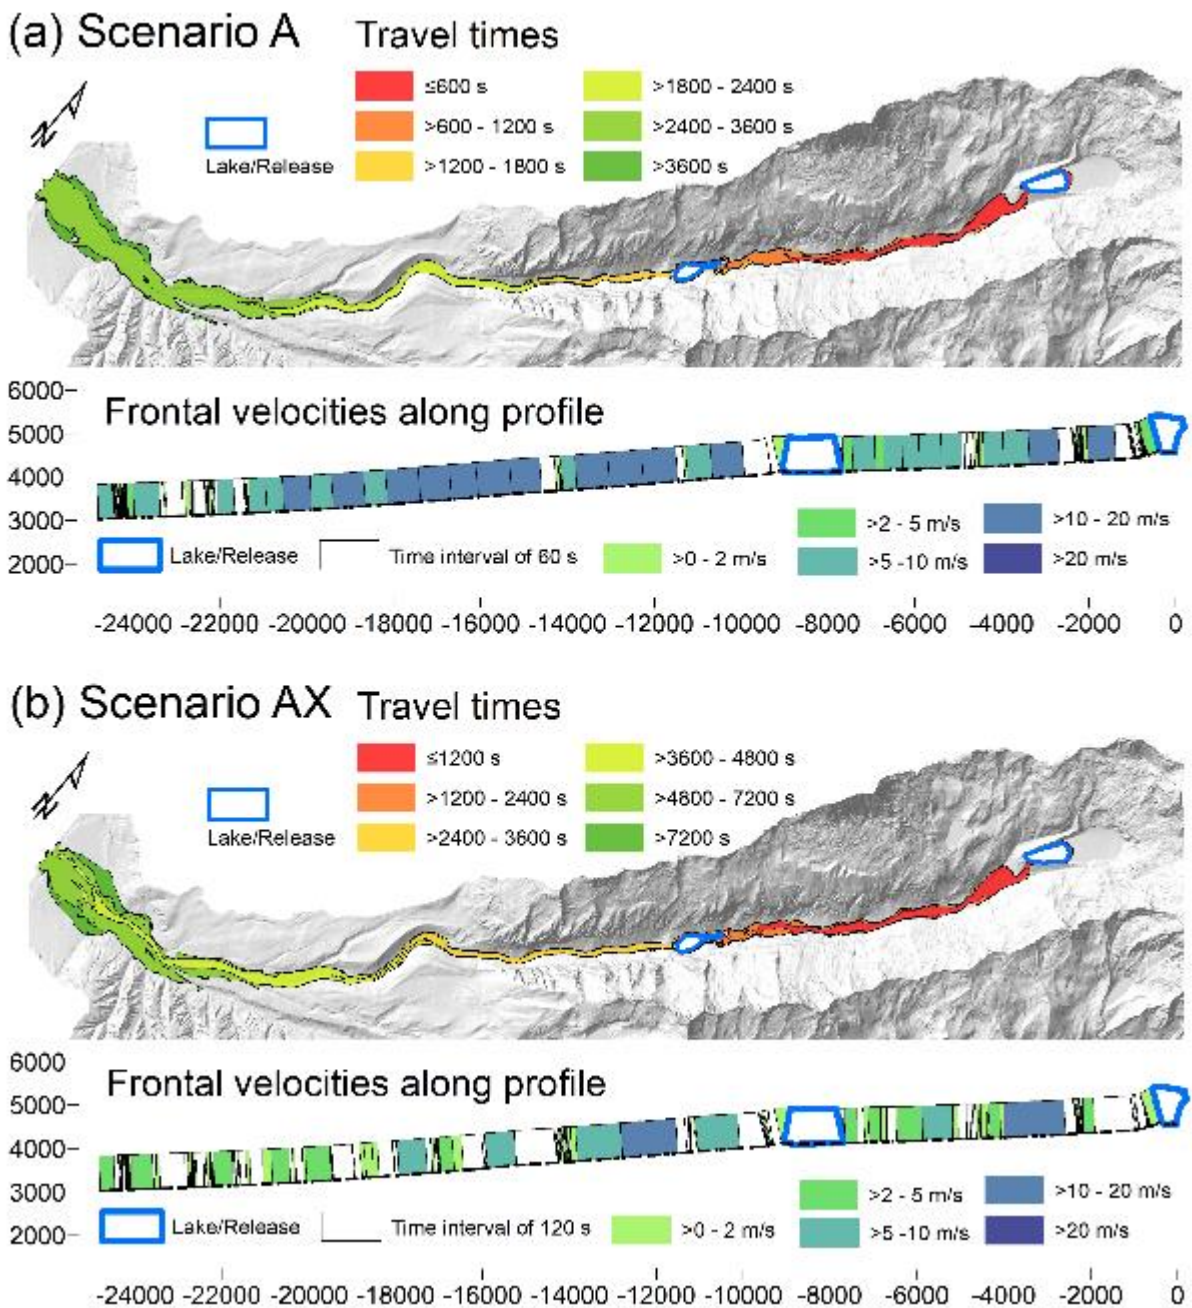 (a) Scenario A
Travel times
N
Lake/Release
≤600 s
>600 - 1200 s
>1200 - 1800 s
>1800 - 2400 s
>2400 - 3600 s
>3600 s
6000
5000
4000
3000
2000
Frontal velocities along profile
Lake/Release
Time interval of 60 s
>0 - 2 m/s
>2 - 5 m/s
>5 -10 m/s
>10 - 20 m/s
>20 m/s
-24000 -22000 -20000 -18000 -16000 -14000 -12000 -10000 -8000 -6000 -4000 -2000 0
(b) Scenario AX
Travel times
N
Lake/Release
≤1200 s
>1200 - 2400 s
>2400 - 3600 s
>3600 - 4800 s
>4800 - 7200 s
>7200 s
6000
5000
4000
3000
2000
Frontal velocities along profile
Lake/Release
Time interval of 120 s
>0 - 2 m/s
>2 - 5 m/s
>5 -10 m/s
>10 - 20 m/s
>20 m/s
-24000 -22000 -20000 -18000 -16000 -14000 -12000 -10000 -8000 -6000 -4000 -2000 0